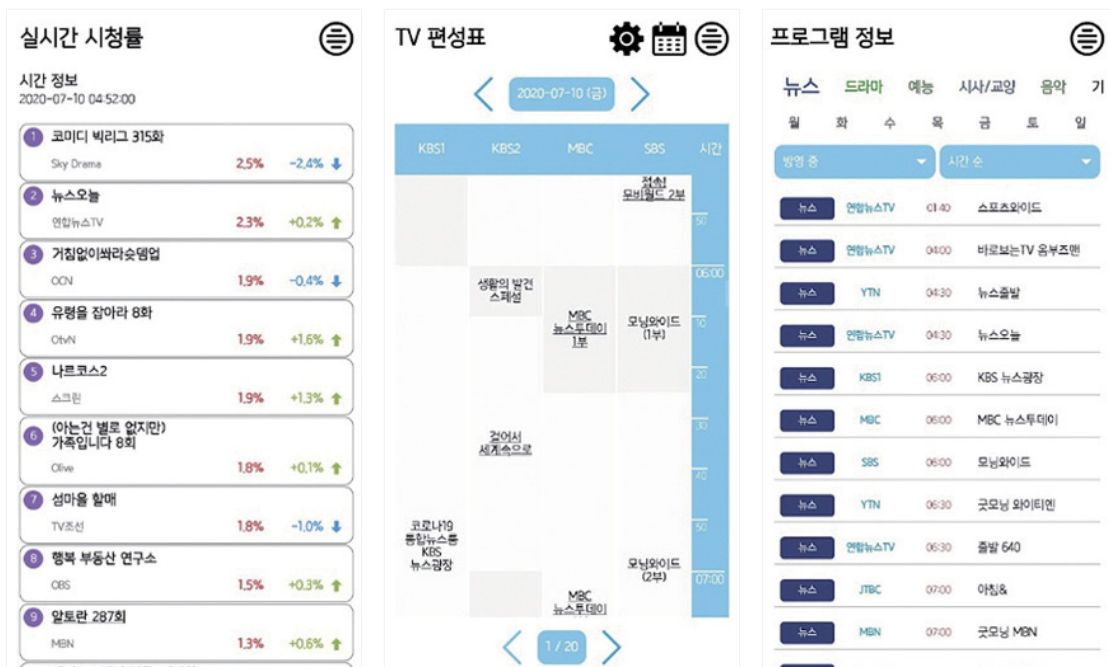 실시간 시청률
시간 정보
2020-07-10 04:52:00
1 코미디 빅리그 315화
Sky Drama 2,5% -2,4%
2 뉴스오늘
연합뉴스TV 2,3% +0,2%
3 거침없이쏴라슛뎀업
OCN 1,9% -0,4%
4 유령을 잡아라 8화
OtvN 1,9% +1,6%
5 나르코스2
스크린 1,9% +1,3%
6 (아는건 별로 없지만)
가족입니다 8회
Olive 1,8% +0,1%
7 섬마을 할매
TV조선 1,8% -1,0%
8 행복 부동산 연구소
OBS 1,5% +0,3%
9 알토란 287회
MBN 1,3% +0,6%
TV 편성표
2020-07-10 (금)
KBS1 KBS2 MBC SBS 시간
접속!
무비월드 2부
50
06:00
생활의 발견
스페셜
MBC
뉴스투데이
1부
모닝와이드
(1부)
10
20
30
걸어서
세계속으로
40
50
코로나19
통합뉴스룸
KBS
뉴스광장
모닝와이드
(2부)
07:00
MBC
뉴스투데이
1 / 20
프로그램 정보
뉴스 드라마 예능 시사/교양 음악 기
월 화 수 목 금 토 일
방영 중 시간 순
뉴스 연합뉴스TV 01:40 스포츠와이드
뉴스 연합뉴스TV 04:00 바로보는TV 옴부즈맨
뉴스 YTN 04:30 뉴스출발
뉴스 연합뉴스TV 04:30 뉴스오늘
뉴스 KBS1 06:00 KBS 뉴스광장
뉴스 MBC 06:00 MBC 뉴스투데이
뉴스 SBS 06:00 모닝와이드
뉴스 YTN 06:30 굿모닝 와이티엔
뉴스 연합뉴스TV 06:30 출발 640
뉴스 JTBC 07:00 아침&
뉴스 MBN 07:00 굿모닝 MBN